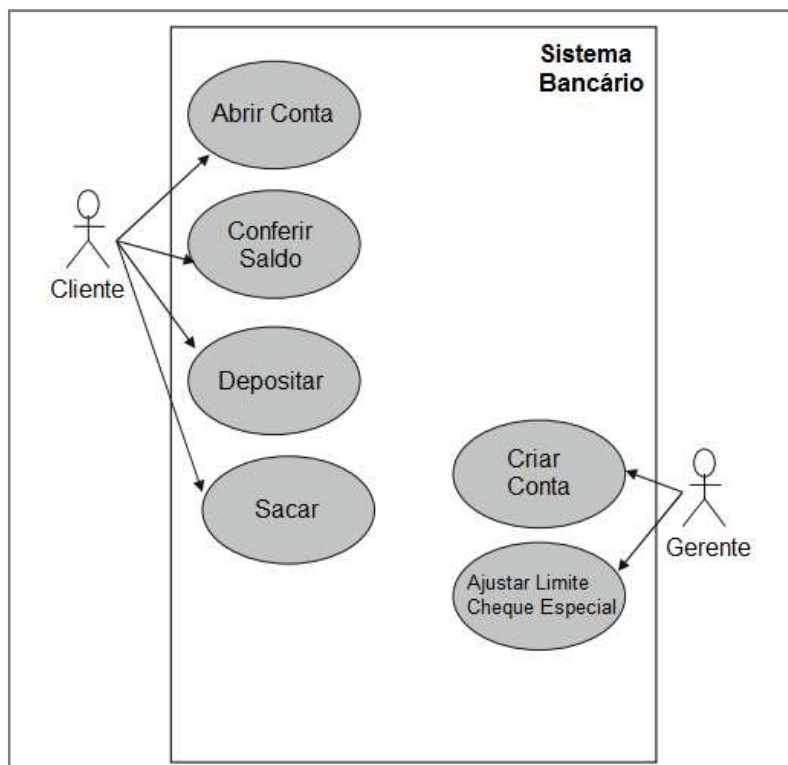 Sistema
Bancário
Abrir Conta
Conferir
Saldo
Cliente
Depositar
Sacar
Criar
Conta
Gerente
Ajustar Limite
Cheque Especial